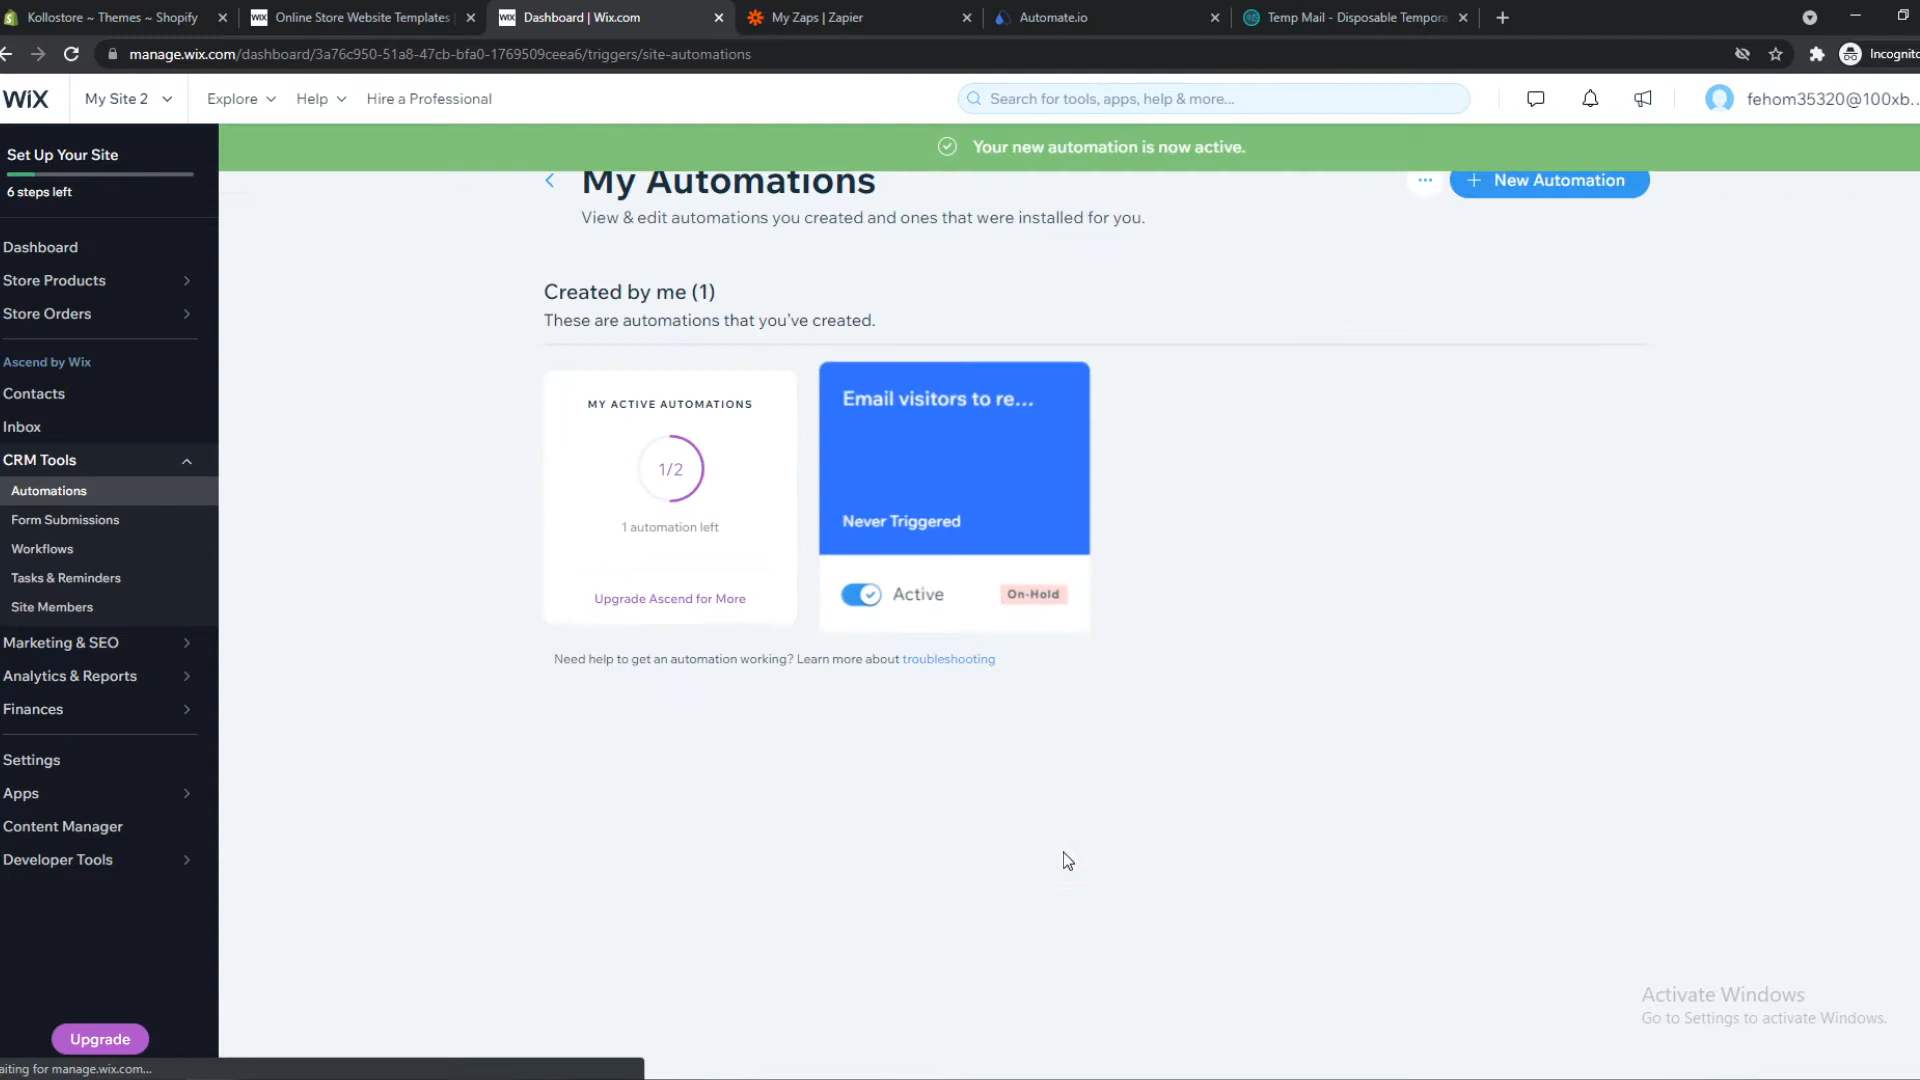 Kollostore ~ Themes ~ Shopify
WIX Online Store Website Templates
WIX Dashboard | Wix.com
My Zaps | Zapier
Automate.io
Temp Mail - Disposable Tempora
manage.wix.com/dashboard/3a76c950-51a8-47cb-bfa0-1769509ceea6/triggers/site-automations
Incognito
WiX
My Site 2
Explore
Help
Hire a Professional
Search for tools, apps, help & more...
fehom35320@100xb...
Set Up Your Site
6 steps left
Dashboard
Store Products
Store Orders
Ascend by Wix
Contacts
Inbox
CRM Tools
Automations
Form Submissions
Workflows
Tasks & Reminders
Site Members
Marketing & SEO
Analytics & Reports
Finances
Settings
Apps
Content Manager
Developer Tools
Upgrade
aiting for manage.wix.com...
Your new automation is now active.
My Automations
... + New Automation
View & edit automations you created and ones that were installed for you.
Created by me (1)
These are automations that you've created.
MY ACTIVE AUTOMATIONS
1/2
1 automation left
Upgrade Ascend for More
Email visitors to re...
Never Triggered
Active
On-Hold
Need help to get an automation working? Learn more about troubleshooting
Activate Windows
Go to Settings to activate Windows.